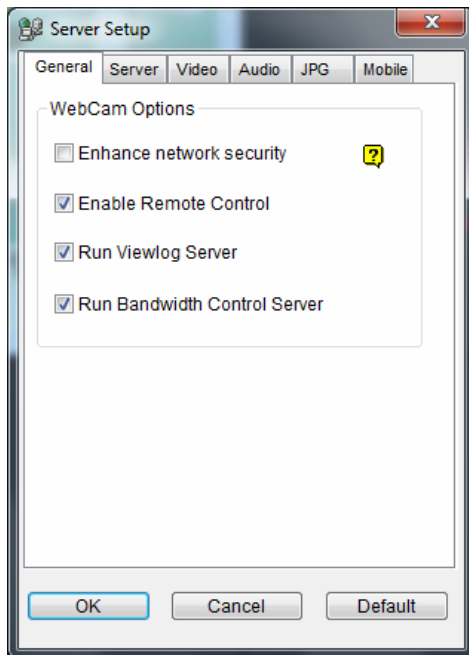 Server Setup
General Server Video Audio JPG Mobile
WebCam Options
Enhance network security
Enable Remote Control
Run Viewlog Server
Run Bandwidth Control Server
OK Cancel Default